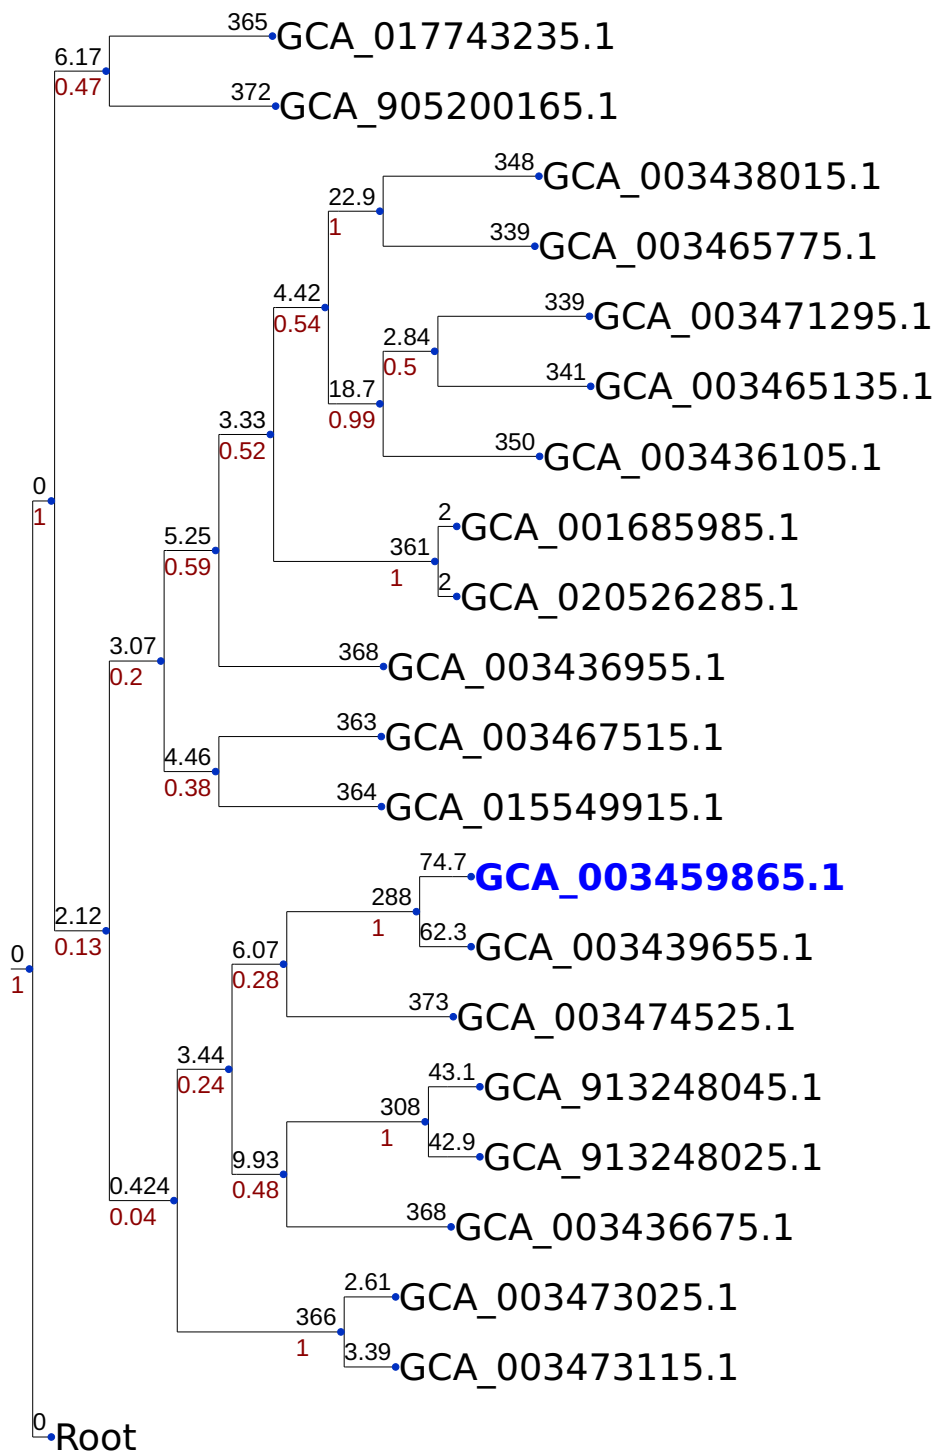 365 GCA_017743235.1
6.17
0.47
372 GCA_905200165.1
348 GCA_003438015.1
22.9
1
339 GCA_003465775.1
4.42
0.54
339 GCA_003471295.1
2.84
0.5
341 GCA_003465135.1
18.7
0.99
3.33
0.52
350 GCA_003436105.1
0
1
2 GCA_001685985.1
5.25
0.59
361
1
2 GCA_020526285.1
3.07
0.2
368 GCA_003436955.1
363 GCA_003467515.1
4.46
0.38
364 GCA_015549915.1
74.7 GCA_003459865.1
288
1
2.12
0.13
62.3 GCA_003439655.1
6.07
0.28
0
1
373 GCA_003474525.1
3.44
0.24
43.1 GCA_913248045.1
308
1
42.9 GCA_913248025.1
9.93
0.48
0.424
0.04
368 GCA_003436675.1
2.61 GCA_003473025.1
366
1
3.39 GCA_003473115.1
0 Root